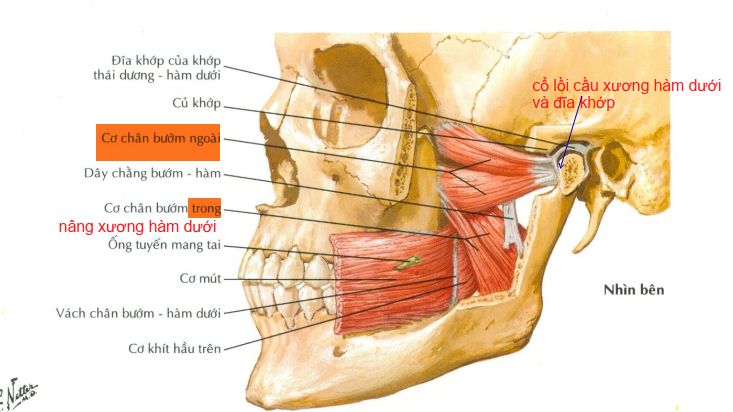 Đĩa khớp của khớp
thái dương - hàm dưới
Củ khớp
Cơ chân bướm ngoài
Dây chằng bướm - hàm
Cơ chân bướm trong
nâng xương hàm dưới
Ống tuyến mang tai
Cơ mút
Vách chân bướm - hàm dưới
Cơ khít hầu trên
cổ lồi cầu xương hàm dưới
và đĩa khớp
Nhìn bên
Netter
M.D.